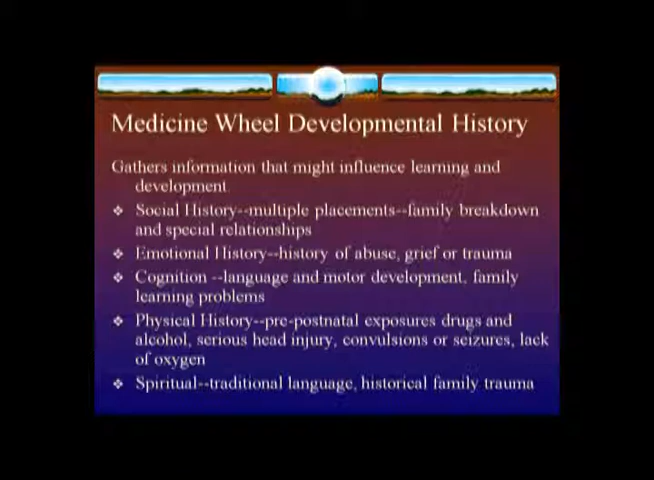 Medicine Wheel Developmental History
Gathers information that might influence learning and
development
❖ Social History--multiple placements--family breakdown
and special relationships
❖ Emotional History--history of abuse, grief or trauma
❖ Cognition --language and motor development, family
learning problems
❖ Physical History--pre-postnatal exposures drugs and
alcohol, serious head injury, convulsions or seizures, lack
of oxygen
❖ Spiritual--traditional language, historical family trauma